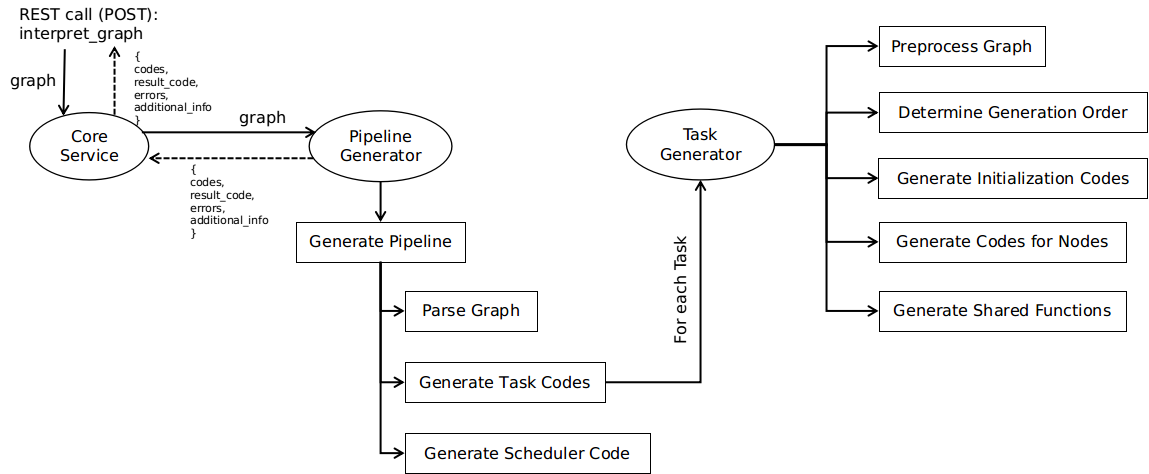 REST call (POST):
interpret_graph
graph
{
codes,
result_code,
errors,
additional_info
}
Core
Service
graph
Pipeline
Generator
{
codes,
result_code,
errors,
additional_info
}
Generate Pipeline
Parse Graph
Generate Task Codes
Generate Scheduler Code
For each Task
Task
Generator
Preprocess Graph
Determine Generation Order
Generate Initialization Codes
Generate Codes for Nodes
Generate Shared Functions